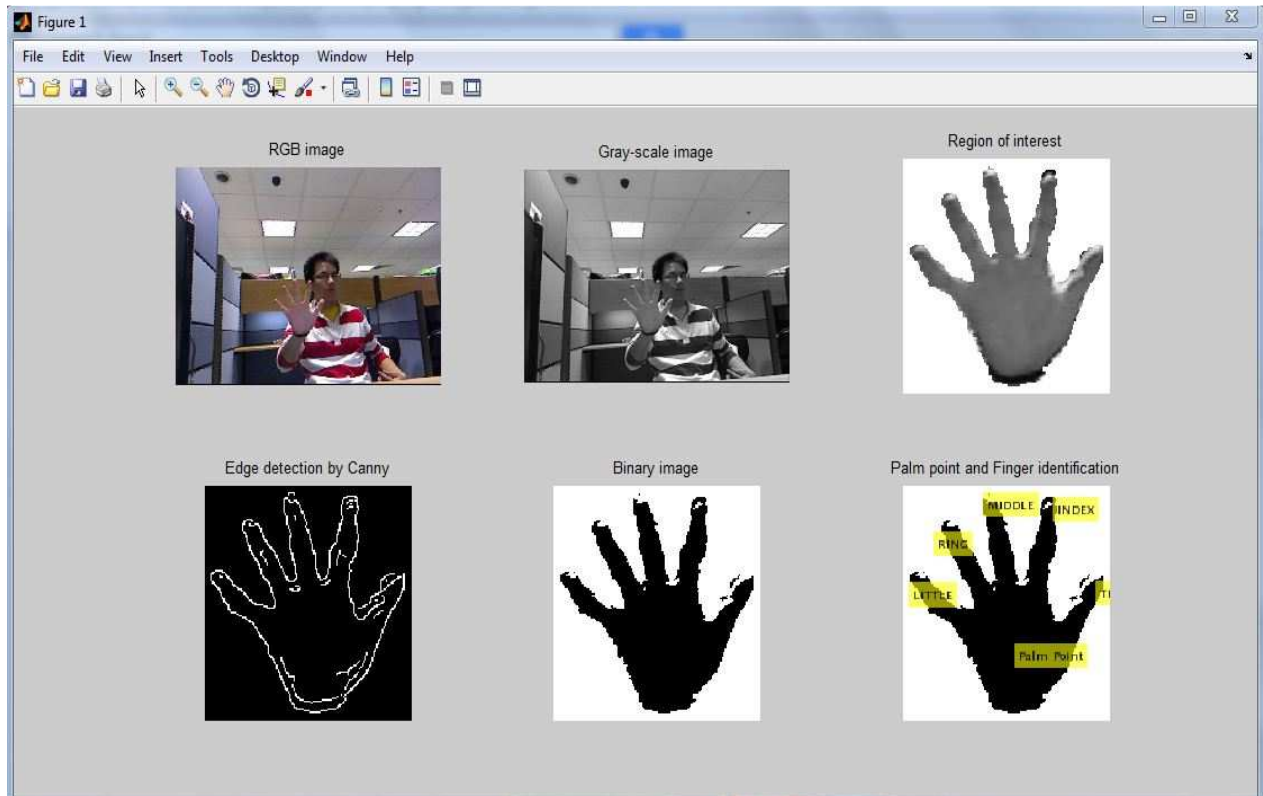 Figure 1
File Edit View Insert Tools Desktop Window Help
RGB image
Gray-scale image
Region of interest
Edge detection by Canny
Binary image
Palm point and Finger identification
MIDDLE
INDEX
RING
LITTLE
Palm Point